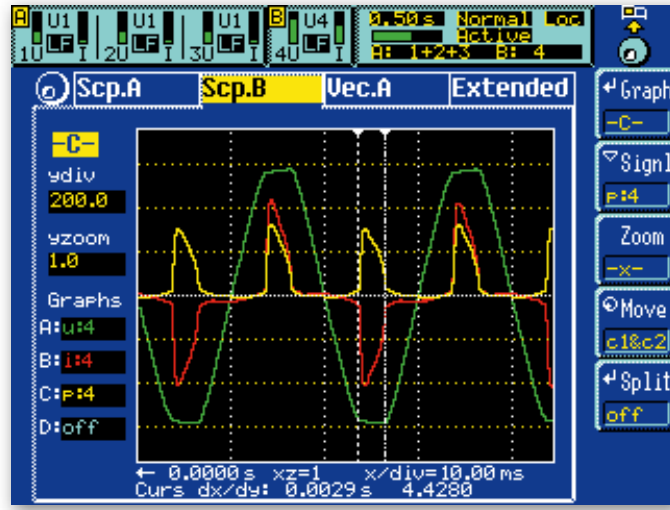 A U1 U1 U1 B U4 0.50s Normal Loc
LF LF LF LF Active
1U I 2U I 3U I 4U I A: 1+2+3 B: 4
Scp.A Scp.B Vec.A Extended
Graph
-C-
-C-
ydiv
200.0
Signl
p:4
yzoom
1.0
Zoom
-x-
Graphs
A:u:4
B:i:4
C:p:4
D:off
Move
c1&c2
Split
off
← 0.0000s xz=1 x/div=10.00ms
Curs dx/dy: 0.0029s 4.4280